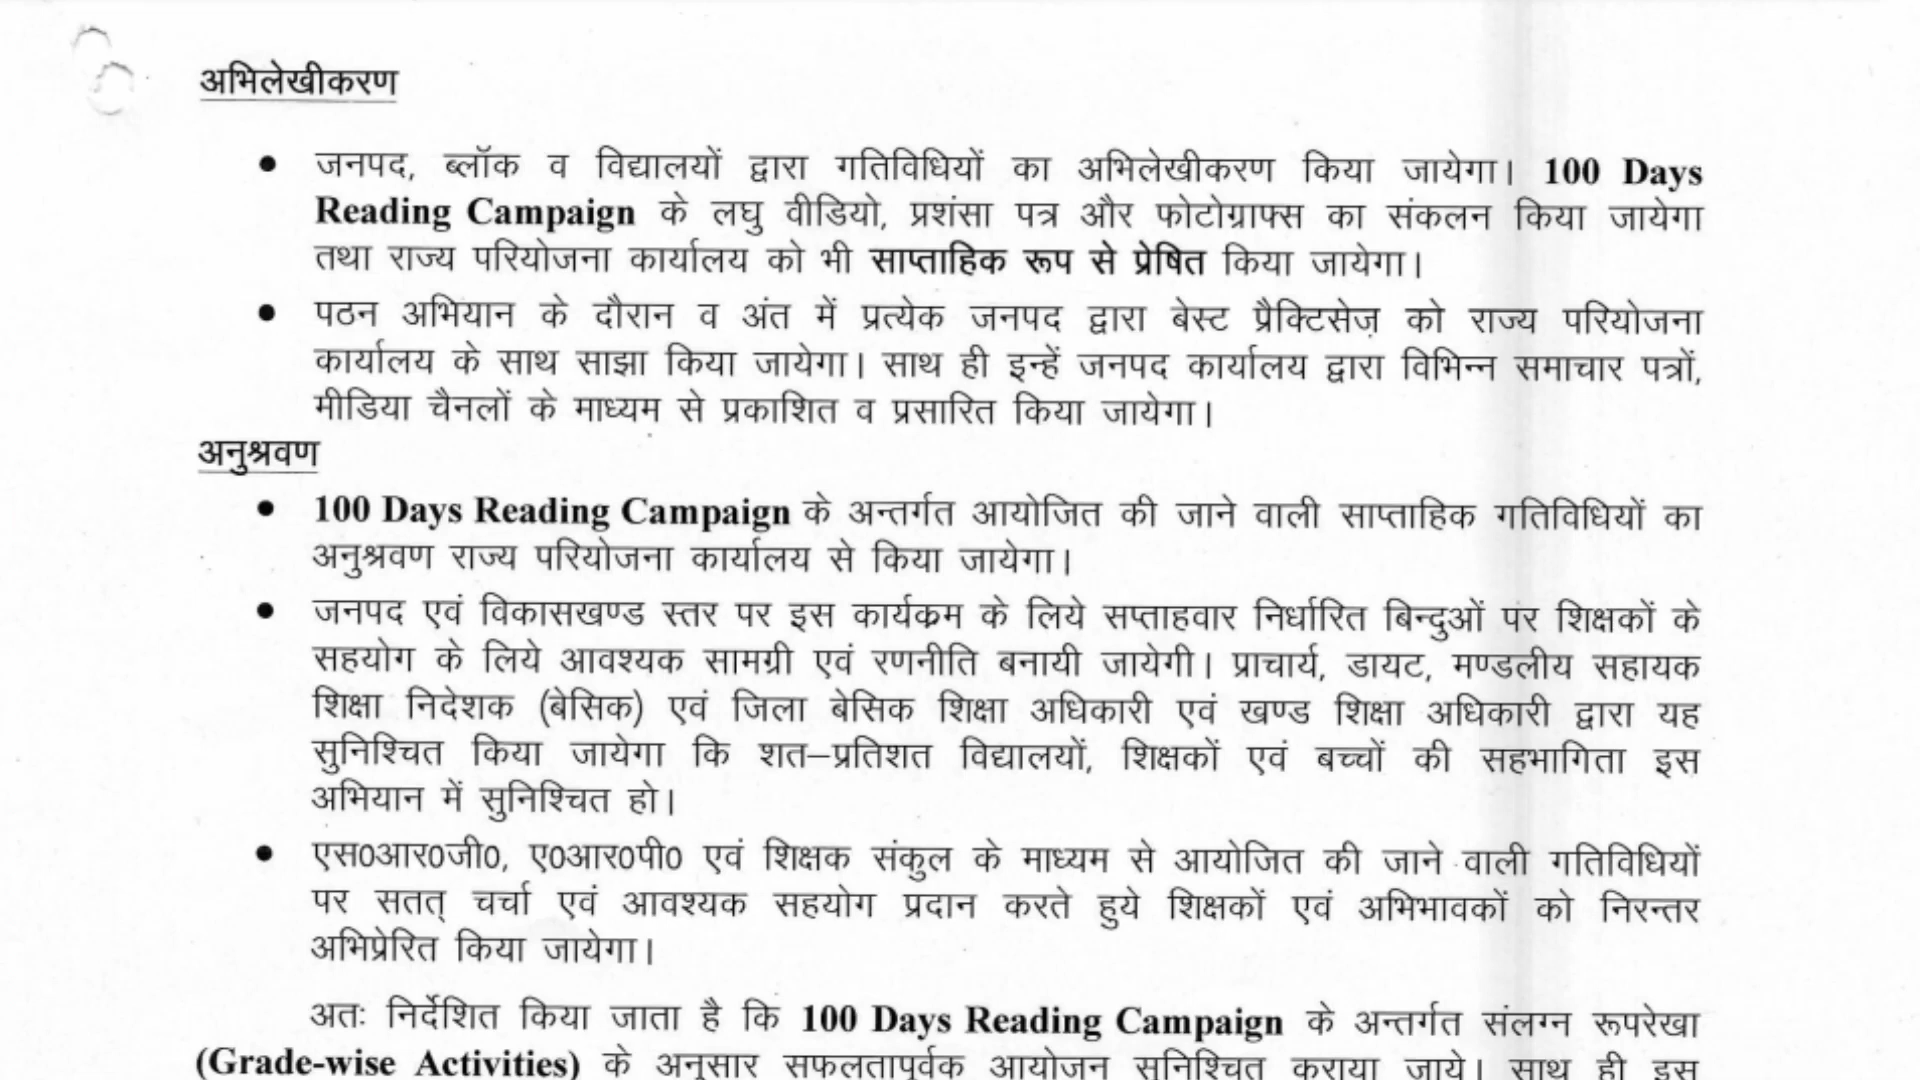 अभिलेखीकरण
• जनपद, ब्लॉक व विद्यालयों द्वारा गतिविधियों का अभिलेखीकरण किया जायेगा। 100 Days
Reading Campaign के लघु वीडियो, प्रशंसा पत्र और फोटोग्राफ्स का संकलन किया जायेगा
तथा राज्य परियोजना कार्यालय को भी साप्ताहिक रूप से प्रेषित किया जायेगा।
• पठन अभियान के दौरान व अंत में प्रत्येक जनपद द्वारा बेस्ट प्रैक्टिसेज़ को राज्य परियोजना
कार्यालय के साथ साझा किया जायेगा। साथ ही इन्हें जनपद कार्यालय द्वारा विभिन्न समाचार पत्रों,
मीडिया चैनलों के माध्यम से प्रकाशित व प्रसारित किया जायेगा।
अनुश्रवण
• 100 Days Reading Campaign के अन्तर्गत आयोजित की जाने वाली साप्ताहिक गतिविधियों का
अनुश्रवण राज्य परियोजना कार्यालय से किया जायेगा।
• जनपद एवं विकासखण्ड स्तर पर इस कार्यक्रम के लिये सप्ताहवार निर्धारित बिन्दुओं पर शिक्षकों के
सहयोग के लिये आवश्यक सामग्री एवं रणनीति बनायी जायेगी। प्राचार्य, डायट, मण्डलीय सहायक
शिक्षा निदेशक (बेसिक) एवं जिला बेसिक शिक्षा अधिकारी एवं खण्ड शिक्षा अधिकारी द्वारा यह
सुनिश्चित किया जायेगा कि शत–प्रतिशत विद्यालयों, शिक्षकों एवं बच्चों की सहभागिता इस
अभियान में सुनिश्चित हो।
• एस0आर0जी0, ए0आर0पी0 एवं शिक्षक संकुल के माध्यम से आयोजित की जाने वाली गतिविधियों
पर सतत् चर्चा एवं आवश्यक सहयोग प्रदान करते हुये शिक्षकों एवं अभिभावकों को निरन्तर
अभिप्रेरित किया जायेगा।
अतः निर्देशित किया जाता है कि 100 Days Reading Campaign के अन्तर्गत संलग्न रूपरेखा
(Grade-wise Activities) के अनुसार सफलतापूर्वक आयोजन सुनिश्चित कराया जाये। साथ ही इस